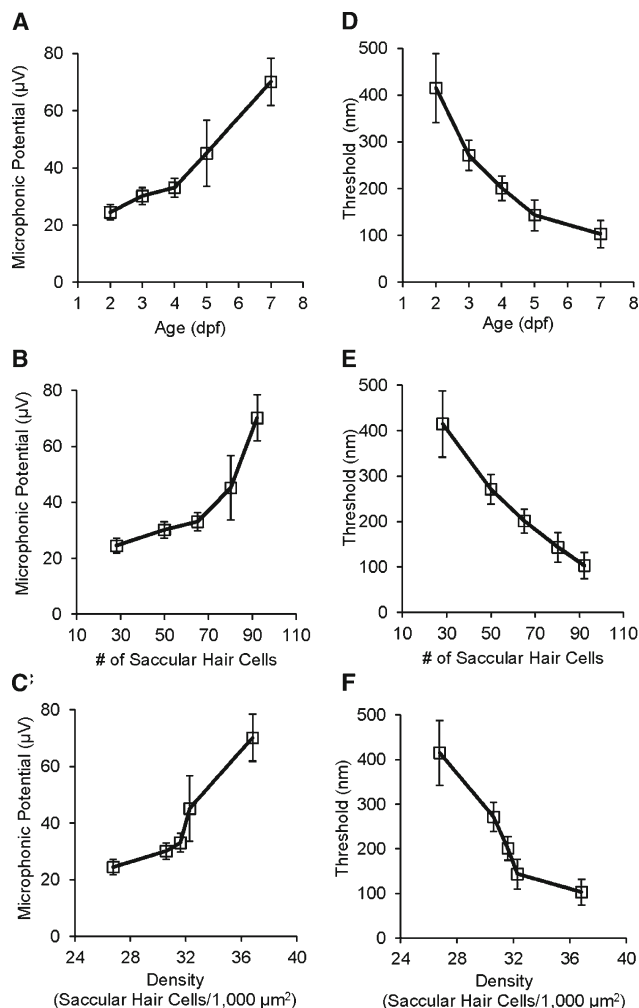 A
80
60
40
20
0
Microphonic Potential (µV)
1 2 3 4 5 6 7 8
Age (dpf)
D
500
400
300
200
100
0
Threshold (nm)
1 2 3 4 5 6 7 8
Age (dpf)
B
80
60
40
20
0
Microphonic Potential (µV)
10 30 50 70 90 110
# of Saccular Hair Cells
E
500
400
300
200
100
0
Threshold (nm)
10 30 50 70 90 110
# of Saccular Hair Cells
C
80
60
40
20
0
Microphonic Potential (µV)
24 28 32 36 40
Density
(Saccular Hair Cells/1,000 µm²)
F
500
400
300
200
100
0
Threshold (nm)
24 28 32 36 40
Density
(Saccular Hair Cells/1,000 µm²)